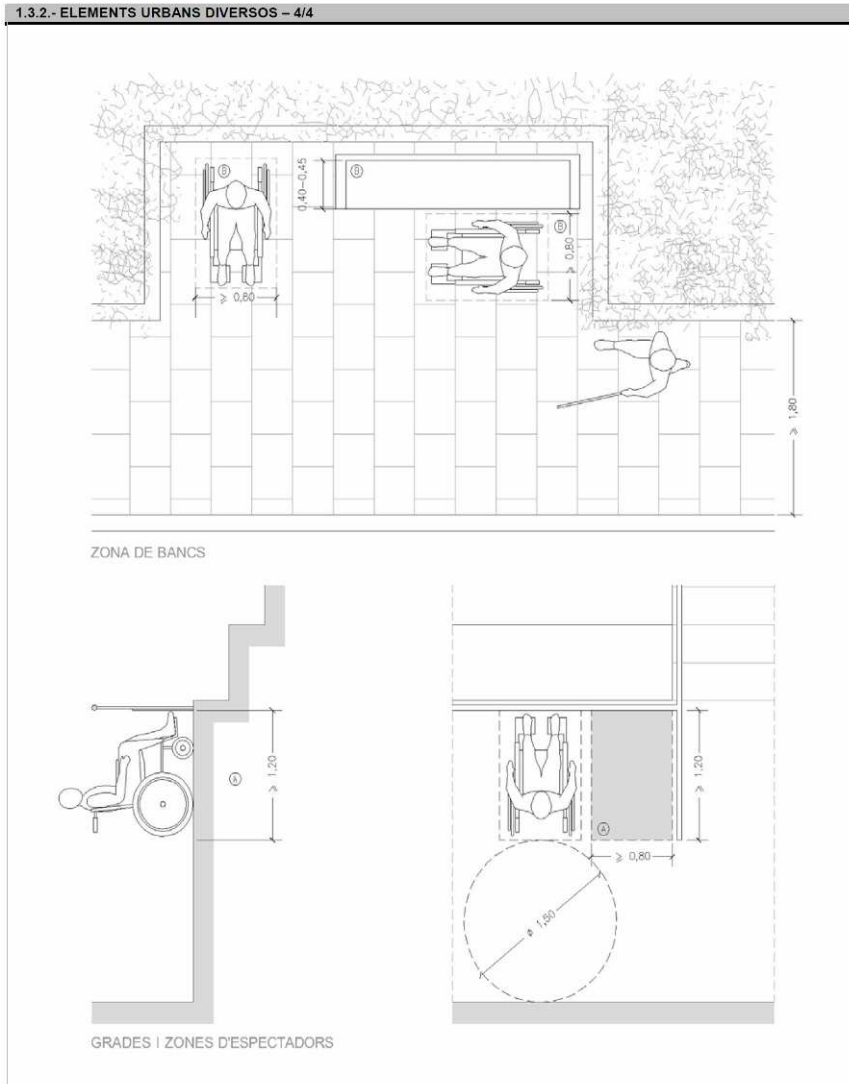 1.3.2.- ELEMENTS URBANS DIVERSOS – 4/4
B
0,40-0,45
B
B
≥ 0,80
≥ 0,80
≥ 1,80
ZONA DE BANCS
A
≥ 1,20
≥ 1,20
A
≥ 0,80
ø 1,50
GRADES I ZONES D'ESPECTADORS